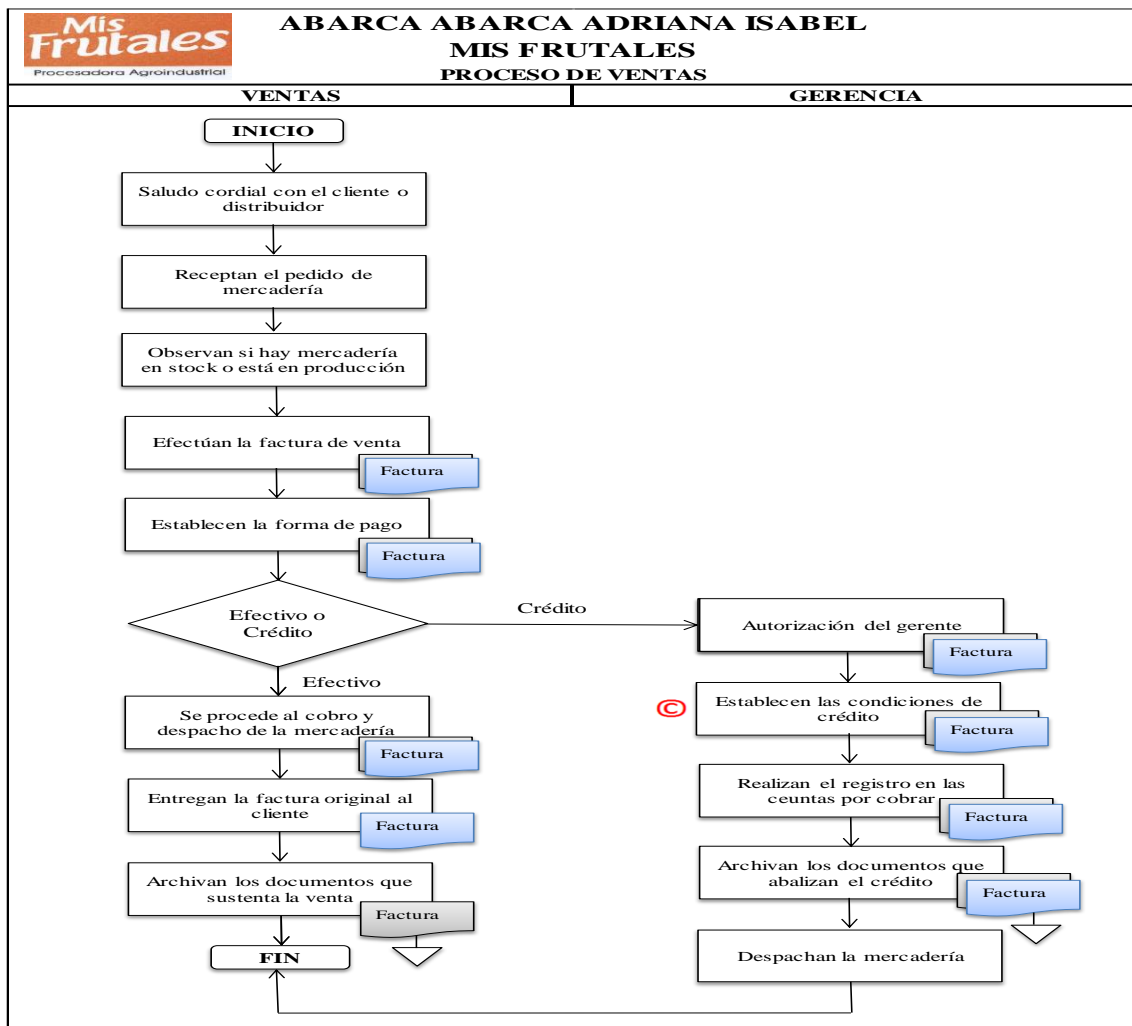 Mis
Frutales
Procesadora Agroindustrial
ABARCA ABARCA ADRIANA ISABEL
MIS FRUTALES
PROCESO DE VENTAS
VENTAS
GERENCIA
INICIO
Saludo cordial con el cliente o
distribuidor
Receptan el pedido de
mercadería
Observan si hay mercadería
en stock o está en producción
Efectúan la factura de venta
Factura
Establecen la forma de pago
Factura
Efectivo o
Crédito
Crédito
Efectivo
Se procede al cobro y
despacho de la mercadería
Factura
Entregan la factura original al
cliente
Factura
Archivan los documentos que
sustenta la venta
Factura
FIN
Autorización del gerente
Factura
©
Establecen las condiciones de
crédito
Factura
Realizan el registro en las
ceuntas por cobrar
Factura
Archivan los documentos que
abalizan el crédito
Factura
Despachan la mercadería